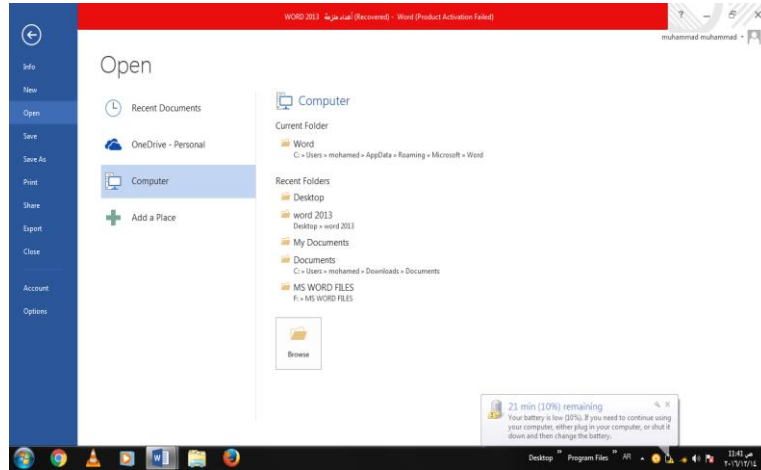 WORD 2013 أعداد متزمة (Recovered) - Word (Product Activation Failed)
muhammad muhammad
Info
New
Open
Save
Save As
Print
Share
Export
Close
Account
Options
Open
Recent Documents
OneDrive - Personal
Computer
Add a Place
Computer
Current Folder
Word
C: » Users » mohamed » AppData » Roaming » Microsoft » Word
Recent Folders
Desktop
word 2013
Desktop » word 2013
My Documents
Documents
C: » Users » mohamed » Downloads » Documents
MS WORD FILES
F: » MS WORD FILES
Browse
21 min (10%) remaining
Your battery is low (10%). If you need to continue using
your computer, either plug in your computer, or shut it
down and then change the battery.
Desktop » Program Files » AR
11:41 ص
٢٠١٦/١٢/١٤